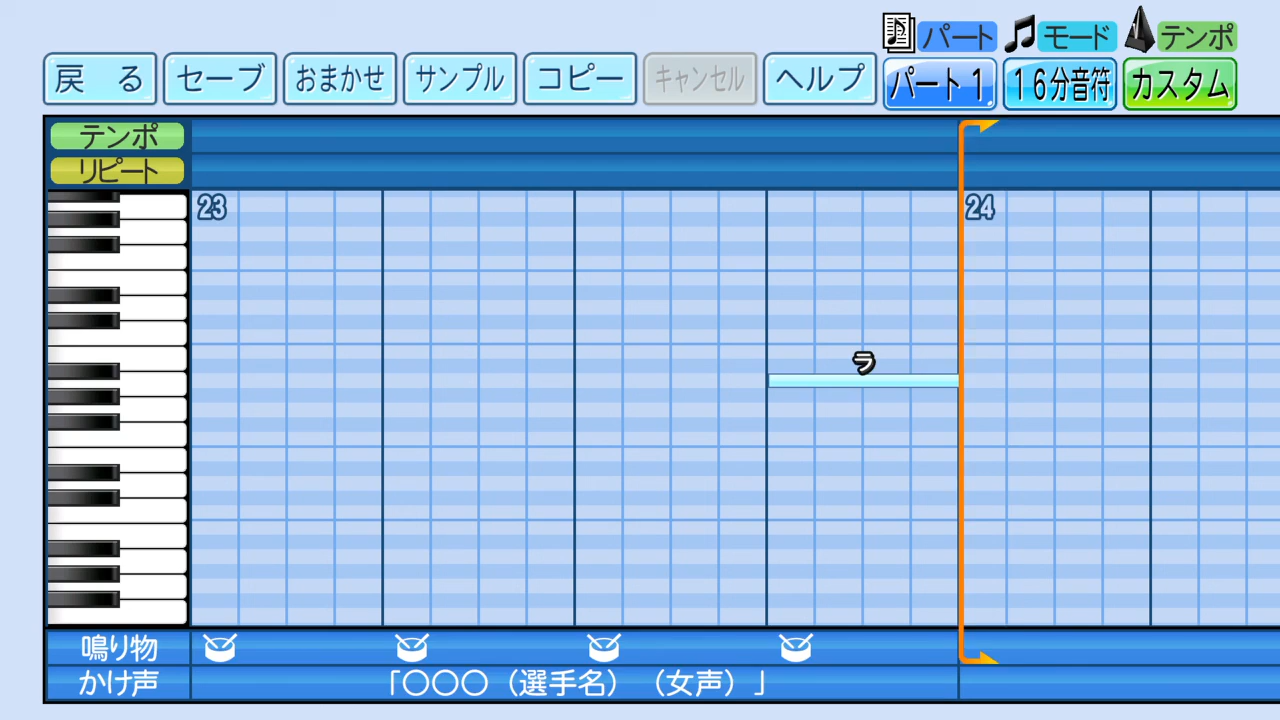 パート モード テンポ
戻る セーブ おまかせ サンプル コピー キャンセル ヘルプ パート1 16分音符 カスタム
テンポ
リピート
23 24
ラ
鳴り物
かけ声 「〇〇〇（選手名）（女声）」